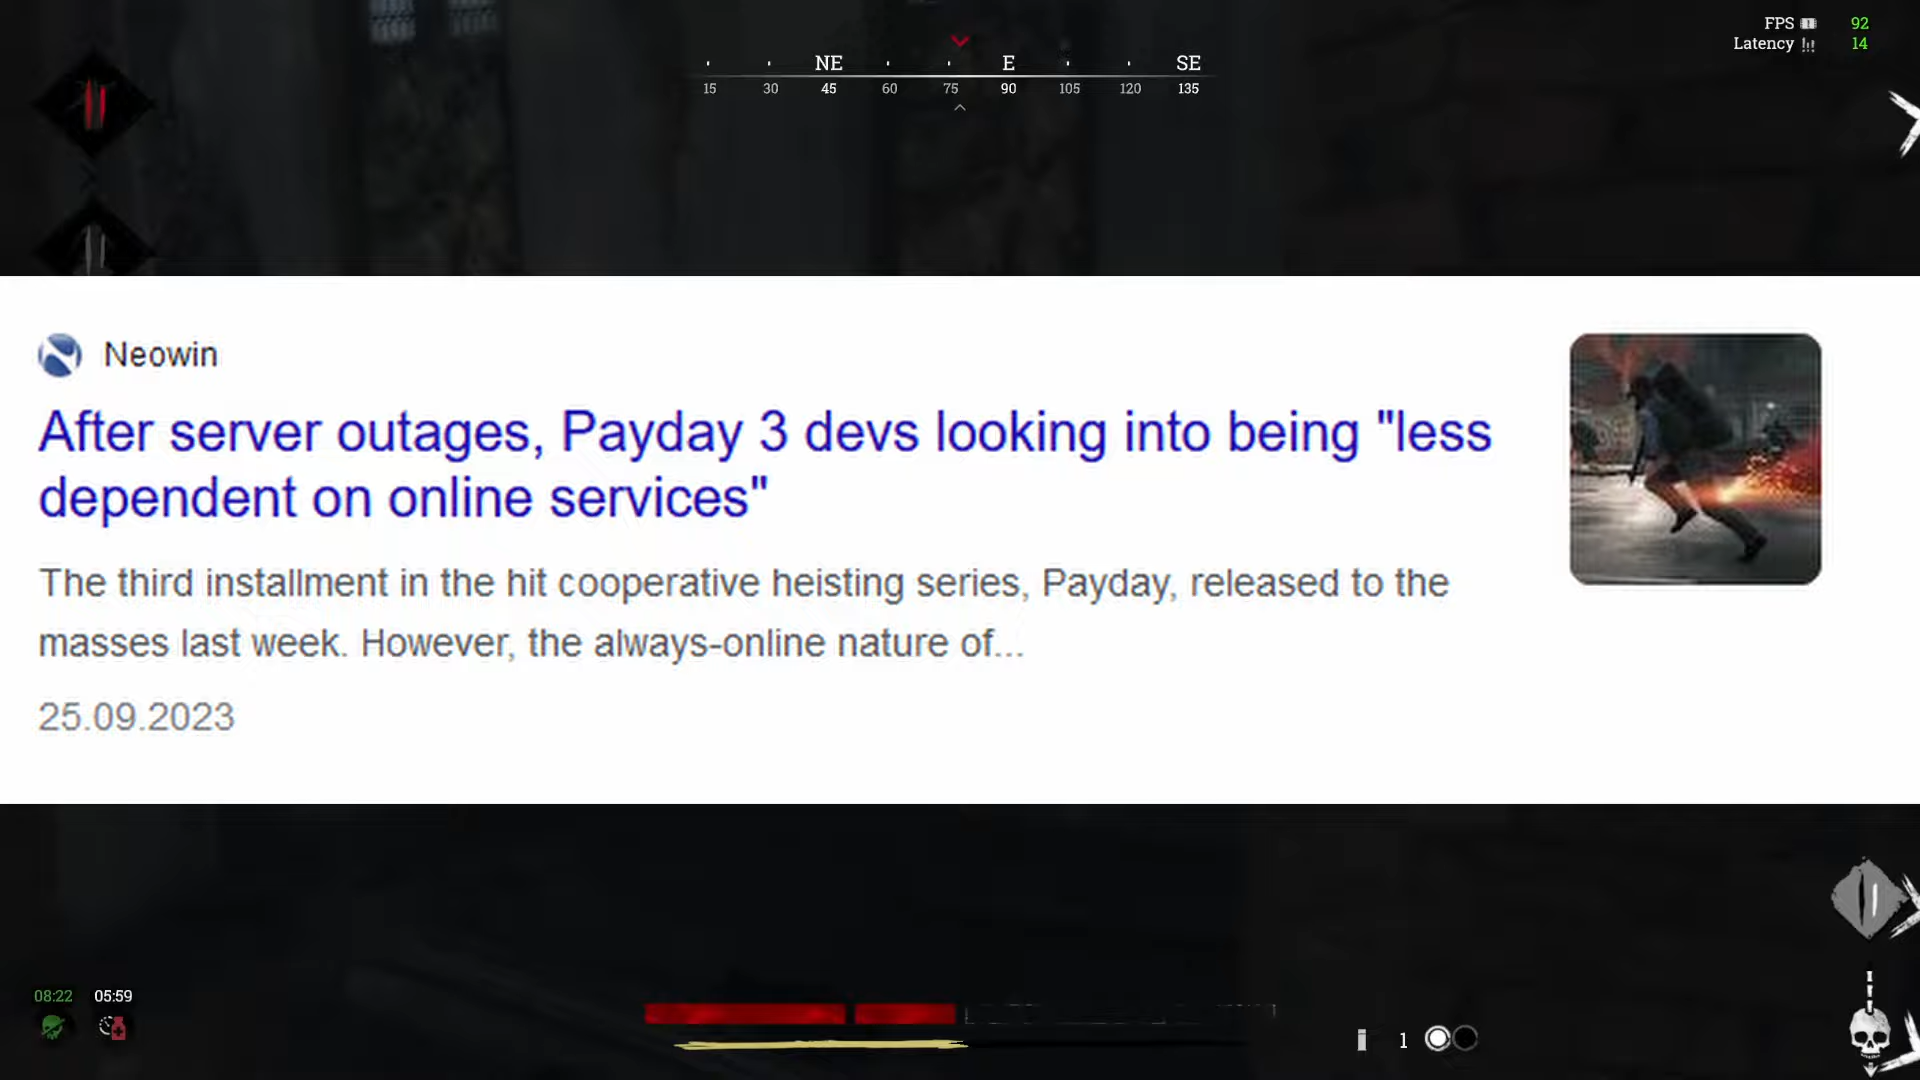 FPS 92
Latency 14
NE E SE
15 30 45 60 75 90 105 120 135
Neowin
After server outages, Payday 3 devs looking into being "less
dependent on online services"
The third installment in the hit cooperative heisting series, Payday, released to the
masses last week. However, the always-online nature of...
25.09.2023
08:22 05:59
1